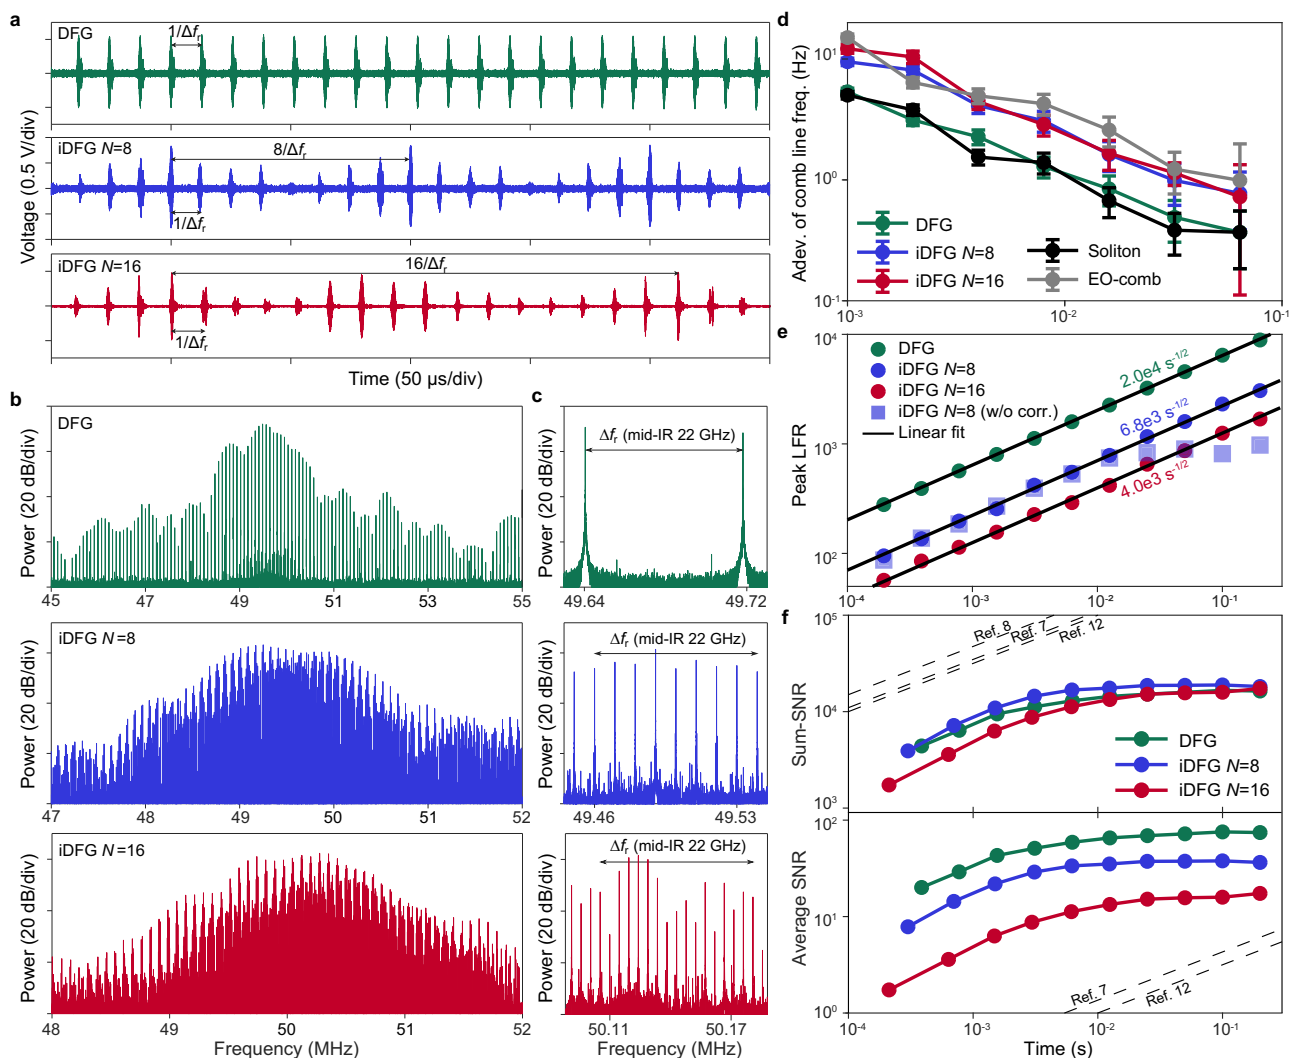 a
Voltage (0.5 V/div)
DFG
1/Δfr
iDFG N=8
8/Δfr
1/Δfr
iDFG N=16
16/Δfr
1/Δfr
Time (50 µs/div)
b
DFG
Power (20 dB/div)
45 47 49 51 53 55
iDFG N=8
Power (20 dB/div)
47 48 49 50 51 52
iDFG N=16
Power (20 dB/div)
48 49 50 51 52
Frequency (MHz)
c
Δfr (mid-IR 22 GHz)
Power (20 dB/div)
49.64 49.72
Δfr (mid-IR 22 GHz)
Power (20 dB/div)
49.46 49.53
Δfr (mid-IR 22 GHz)
Power (20 dB/div)
50.11 50.17
Frequency (MHz)
d
Adev. of comb line freq. (Hz)
10¹
10⁰
10⁻¹
DFG
iDFG N=8
iDFG N=16
Soliton
EO-comb
10⁻³ 10⁻² 10⁻¹
e
Peak LFR
10⁴
10³
10²
DFG
iDFG N=8
iDFG N=16
iDFG N=8 (w/o corr.)
Linear fit
2.0e4 s⁻¹/²
6.8e3 s⁻¹/²
4.0e3 s⁻¹/²
10⁻⁴ 10⁻³ 10⁻² 10⁻¹
f
Sum-SNR
10⁵
10⁴
10³
Ref. 8
Ref. 7
Ref. 12
DFG
iDFG N=8
iDFG N=16
Average SNR
10²
10¹
10⁰
Ref. 7
Ref. 12
10⁻⁴ 10⁻³ 10⁻² 10⁻¹
Time (s)